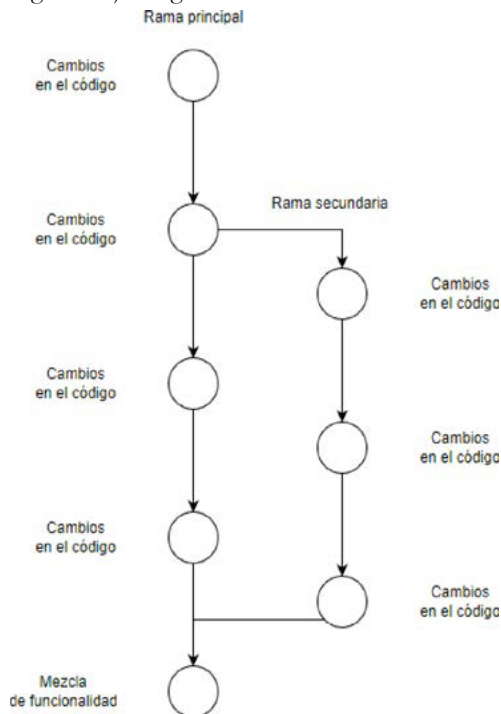 Rama principal
Cambios
en el código
Cambios
en el código
Rama secundaria
Cambios
en el código
Cambios
en el código
Cambios
en el código
Cambios
en el código
Cambios
en el código
Mezcla
de funcionalidad